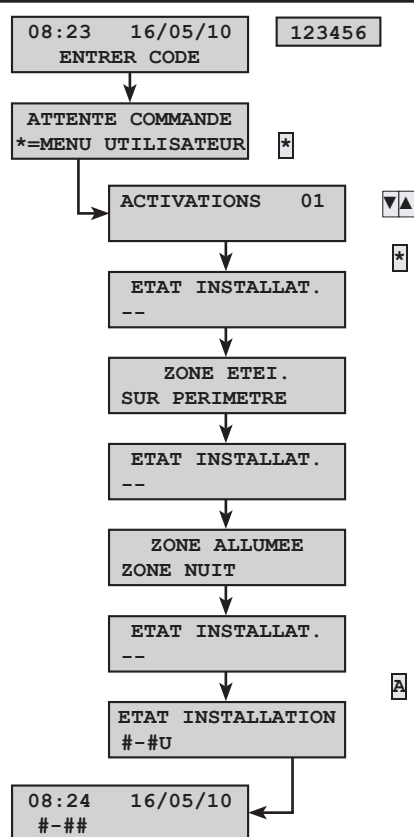 08:23 16/05/10 123456
ENTRER CODE
ATTENTE COMMANDE
*=MENU UTILISATEUR *
ACTIVATIONS 01 ▼▲
*
ETAT INSTALLAT.
--
ZONE ETEI.
SUR PERIMETRE
ETAT INSTALLAT.
--
ZONE ALLUMEE
ZONE NUIT
ETAT INSTALLAT.
--
A
ETAT INSTALLATION
#-#U
08:24 16/05/10
#-##